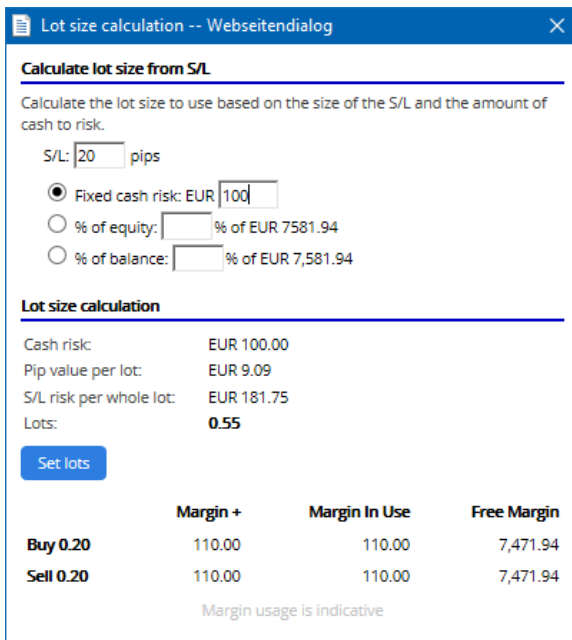 Lot size calculation -- Webseitendialog
Calculate lot size from S/L
Calculate the lot size to use based on the size of the S/L and the amount of
cash to risk.
S/L: 20 pips
Fixed cash risk: EUR 100
% of equity: % of EUR 7581.94
% of balance: % of EUR 7,581.94
Lot size calculation
Cash risk: EUR 100.00
Pip value per lot: EUR 9.09
S/L risk per whole lot: EUR 181.75
Lots: 0.55
Set lots
Margin + Margin In Use Free Margin
Buy 0.20 110.00 110.00 7,471.94
Sell 0.20 110.00 110.00 7,471.94
Margin usage is indicative